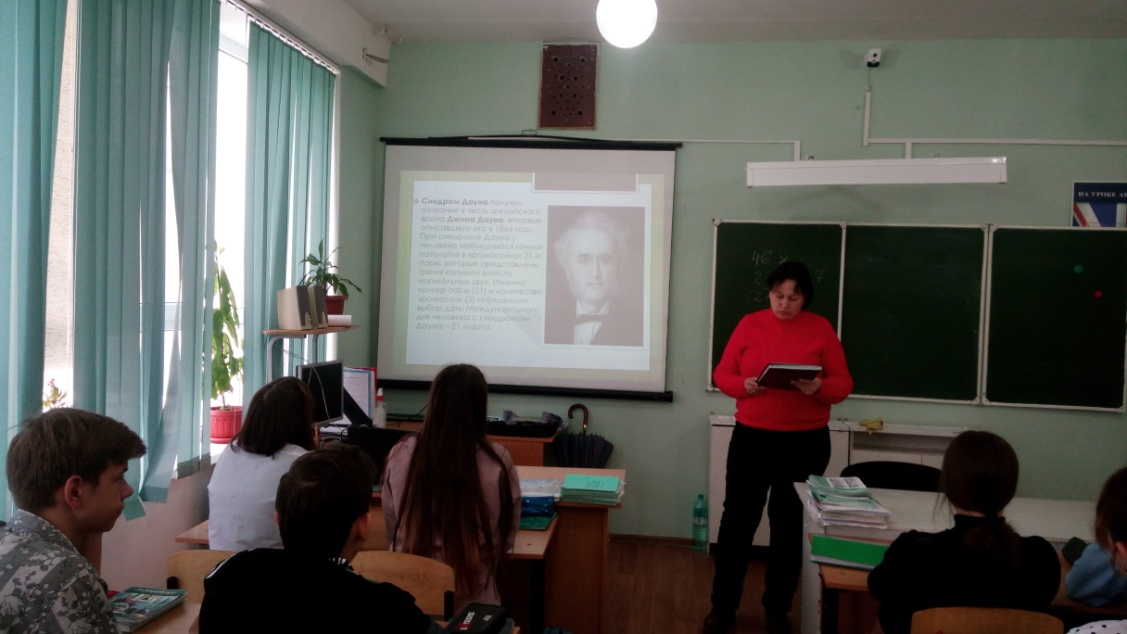 Синдром Дауна получил
название в честь английского
врача Джона Дауна, впервые
описавшего его в 1866 году.
При синдроме Дауна у
человека наблюдается генная
патология в хромосомах 21-й
пары, которые представлены
тремя копиями вместо
нормальных двух. Именно
номер пары (21) и количество
хромосом (3) определили
выбор даты Международного
дня человека с синдромом
Дауна – 21 марта.
НА УРОКЕ
46